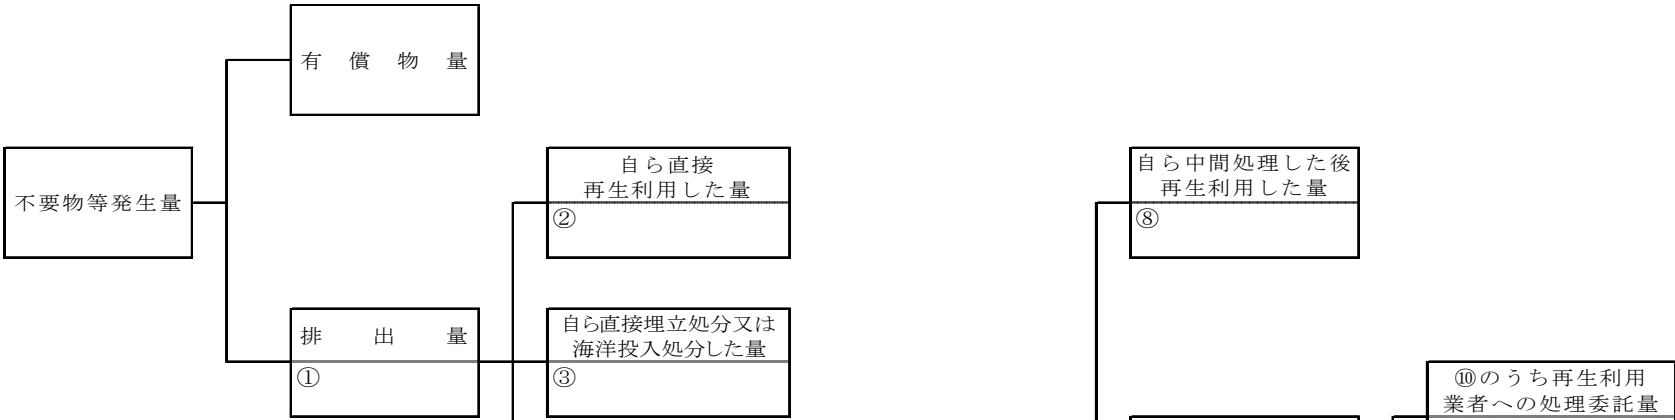 有償物量
不要物等発生量
自ら直接
再生利用した量
②
自ら中間処理した後
再生利用した量
⑧
排出量
①
自ら直接埋立処分又は
海洋投入処分した量
③
⑩のうち再生利用
業者への処理委託量